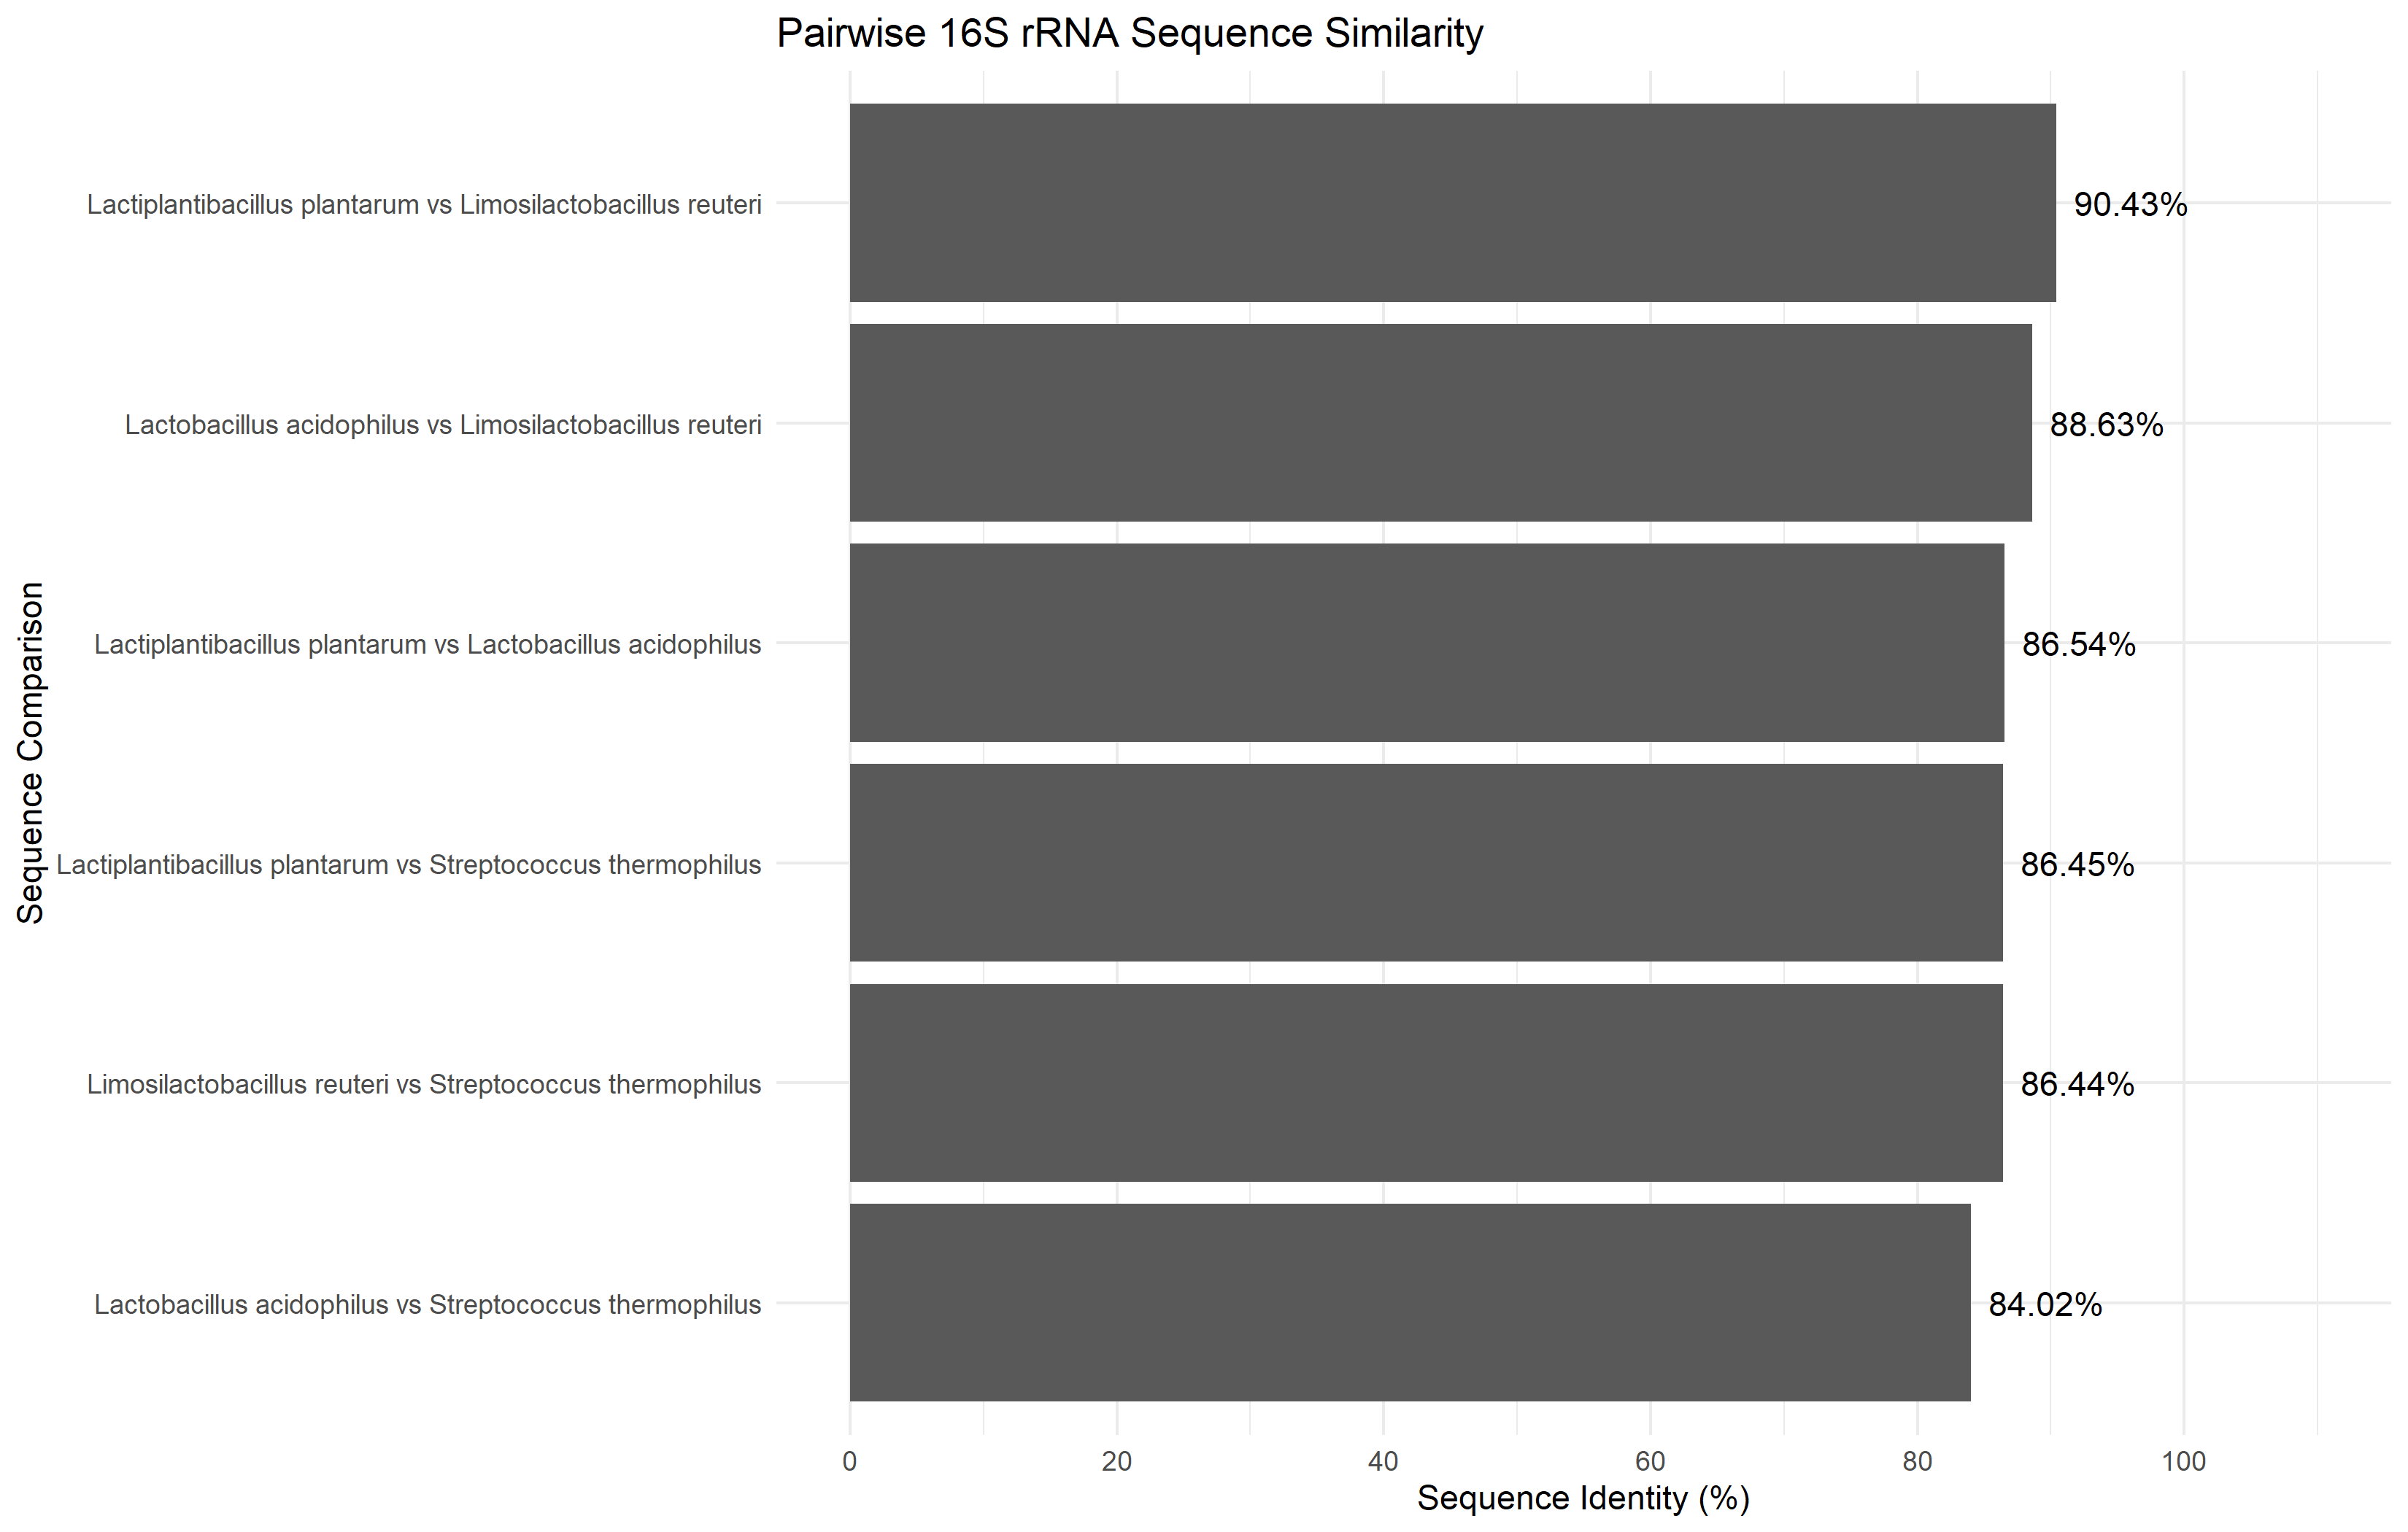 Pairwise 16S rRNA Sequence Similarity
Sequence Comparison
Lactiplantibacillus plantarum vs Limosilactobacillus reuteri
90.43%
Lactobacillus acidophilus vs Limosilactobacillus reuteri
88.63%
Lactiplantibacillus plantarum vs Lactobacillus acidophilus
86.54%
Lactiplantibacillus plantarum vs Streptococcus thermophilus
86.45%
Limosilactobacillus reuteri vs Streptococcus thermophilus
86.44%
Lactobacillus acidophilus vs Streptococcus thermophilus
84.02%
0 20 40 60 80 100
Sequence Identity (%)